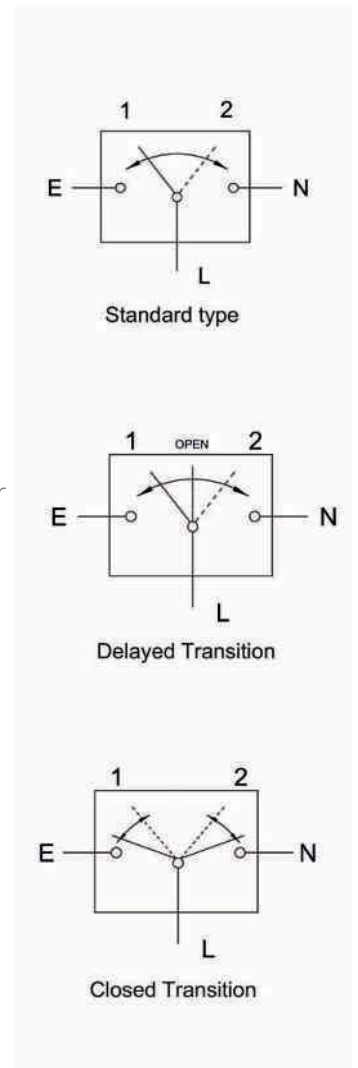 1 2
E N
L
Standard type
1 OPEN 2
E N
L
Delayed Transition
1 2
E N
L
Closed Transition